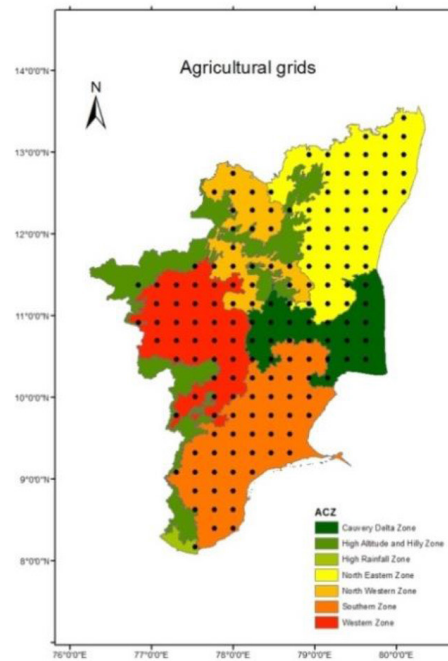 Agricultural grids
N
14°0'0"N
13°0'0"N
12°0'0"N
11°0'0"N
10°0'0"N
9°0'0"N
8°0'0"N
ACZ
Cauvery Delta Zone
High Altitude and Hilly Zone
High Rainfall Zone
North Eastern Zone
North Western Zone
Southern Zone
Western Zone
76°0'0"E 77°0'0"E 78°0'0"E 79°0'0"E 80°0'0"E